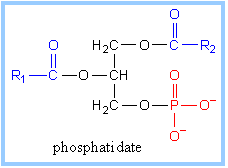 O O
H₂C—O—C—R₂
R₁—C—O—CH O
H₂C—O—P—O⁻
O⁻
phosphatidate